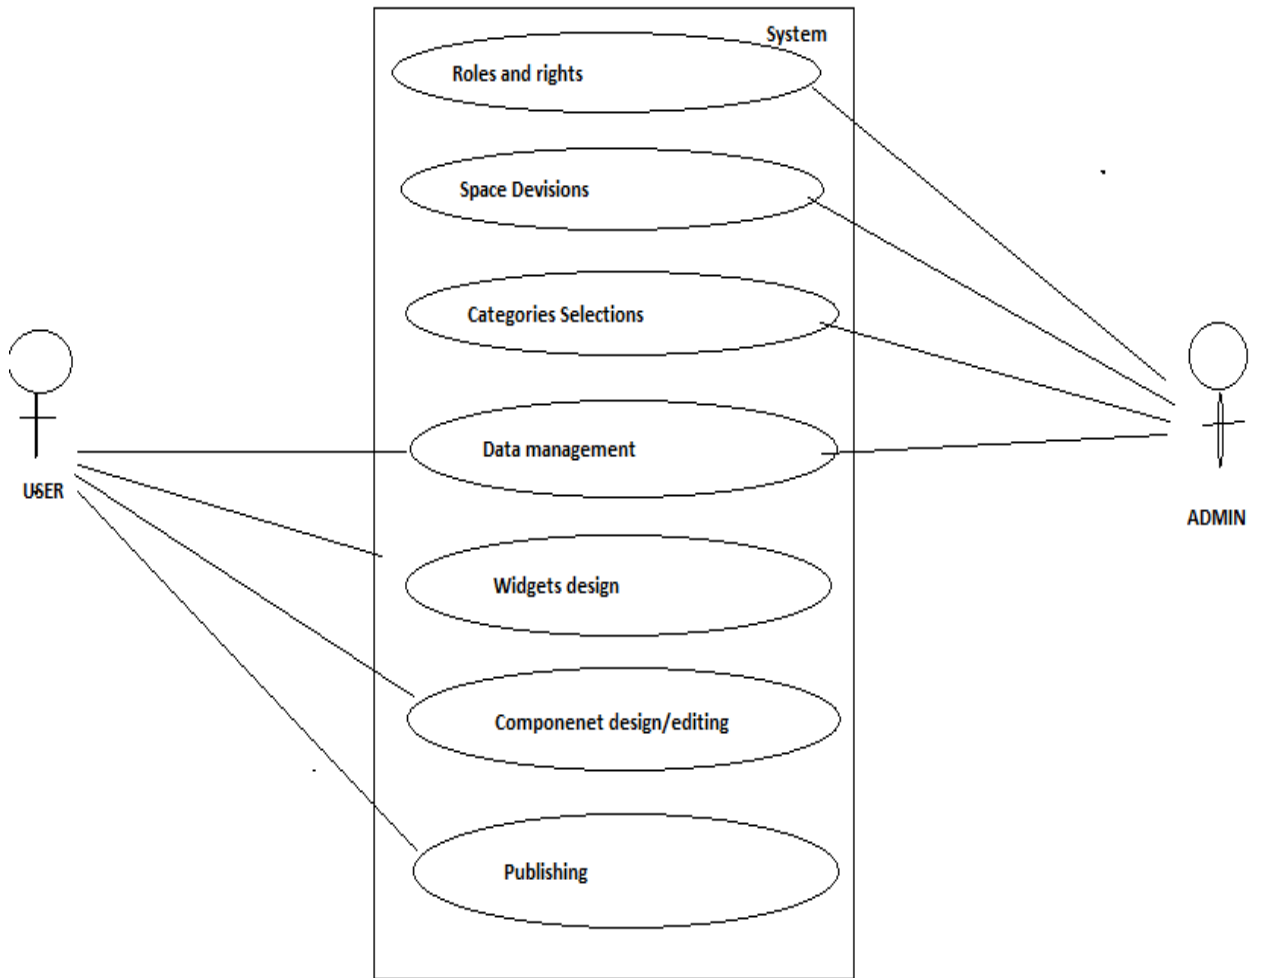 System
Roles and rights
Space Devisions
Categories Selections
Data management
USER
ADMIN
Widgets design
Componenet design/editing
Publishing